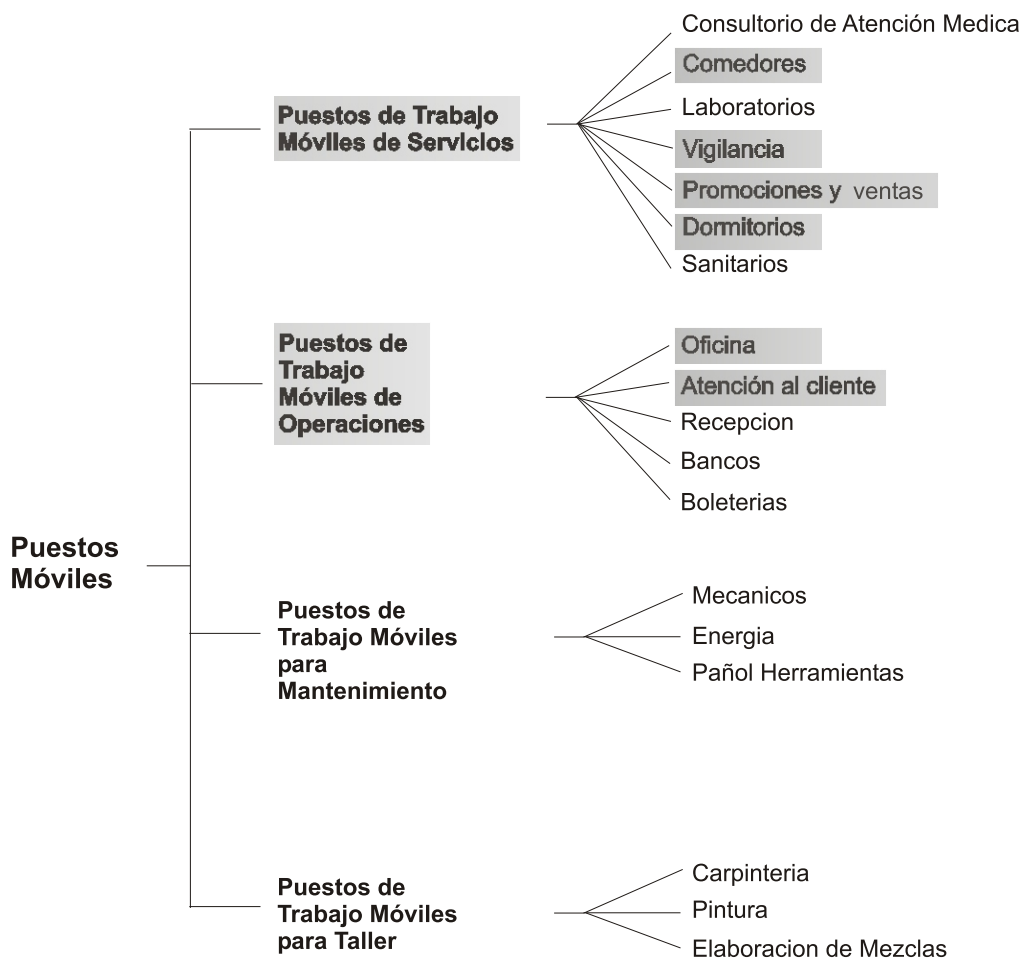 Puestos
Móviles
Puestos de Trabajo
Móviles de Servicios
Consultorio de Atención Medica
Comedores
Laboratorios
Vigilancia
Promociones y ventas
Dormitorios
Sanitarios
Puestos de
Trabajo
Móviles de
Operaciones
Oficina
Atención al cliente
Recepcion
Bancos
Boleterias
Puestos de
Trabajo Móviles
para
Mantenimiento
Mecanicos
Energia
Pañol Herramientas
Puestos de
Trabajo Móviles
para Taller
Carpinteria
Pintura
Elaboracion de Mezclas